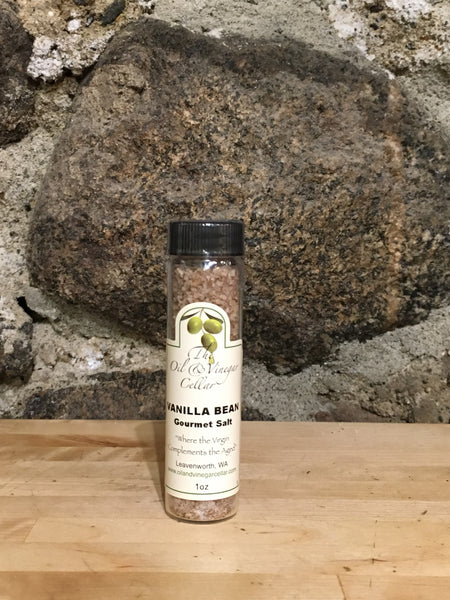 The
Oil & Vinegar
Cellar
VANILLA BEAN
Gourmet Salt
"Where the Virgin
Complements the Aged"
Leavenworth, WA
www.oilandvinegarcellar.com
1oz